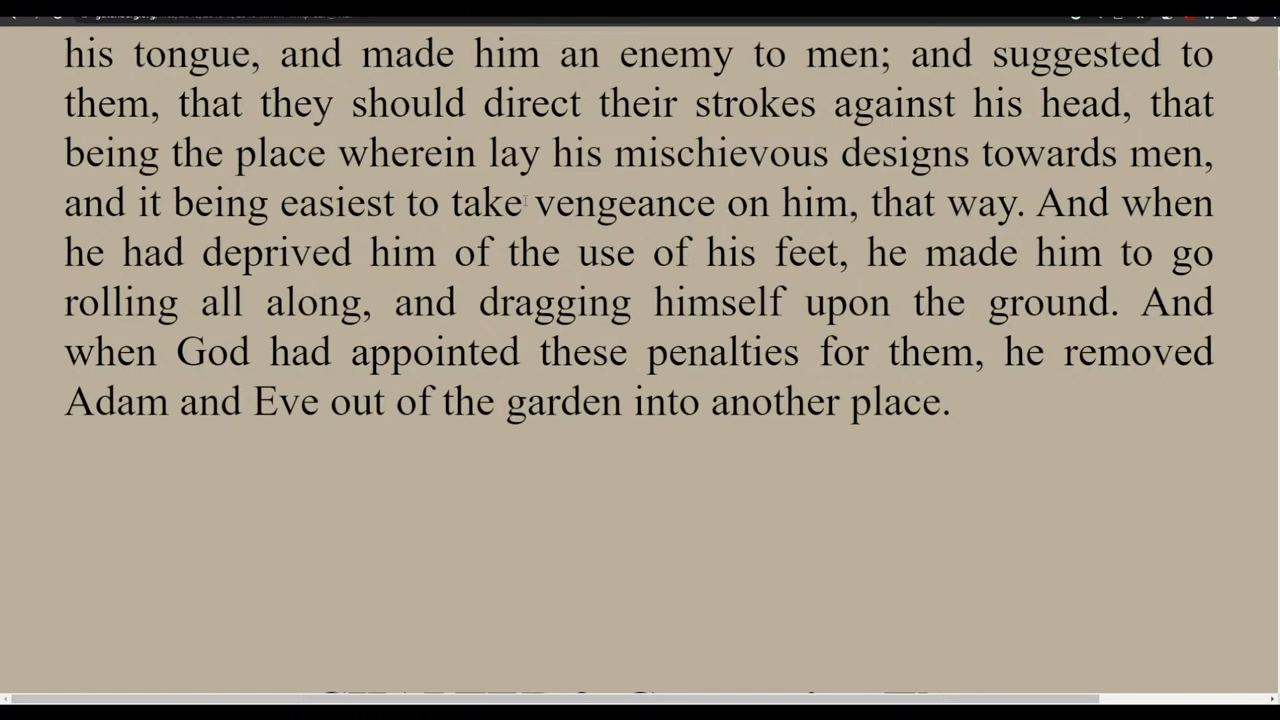 his tongue, and made him an enemy to men; and suggested to
them, that they should direct their strokes against his head, that
being the place wherein lay his mischievous designs towards men,
and it being easiest to take vengeance on him, that way. And when
he had deprived him of the use of his feet, he made him to go
rolling all along, and dragging himself upon the ground. And
when God had appointed these penalties for them, he removed
Adam and Eve out of the garden into another place.